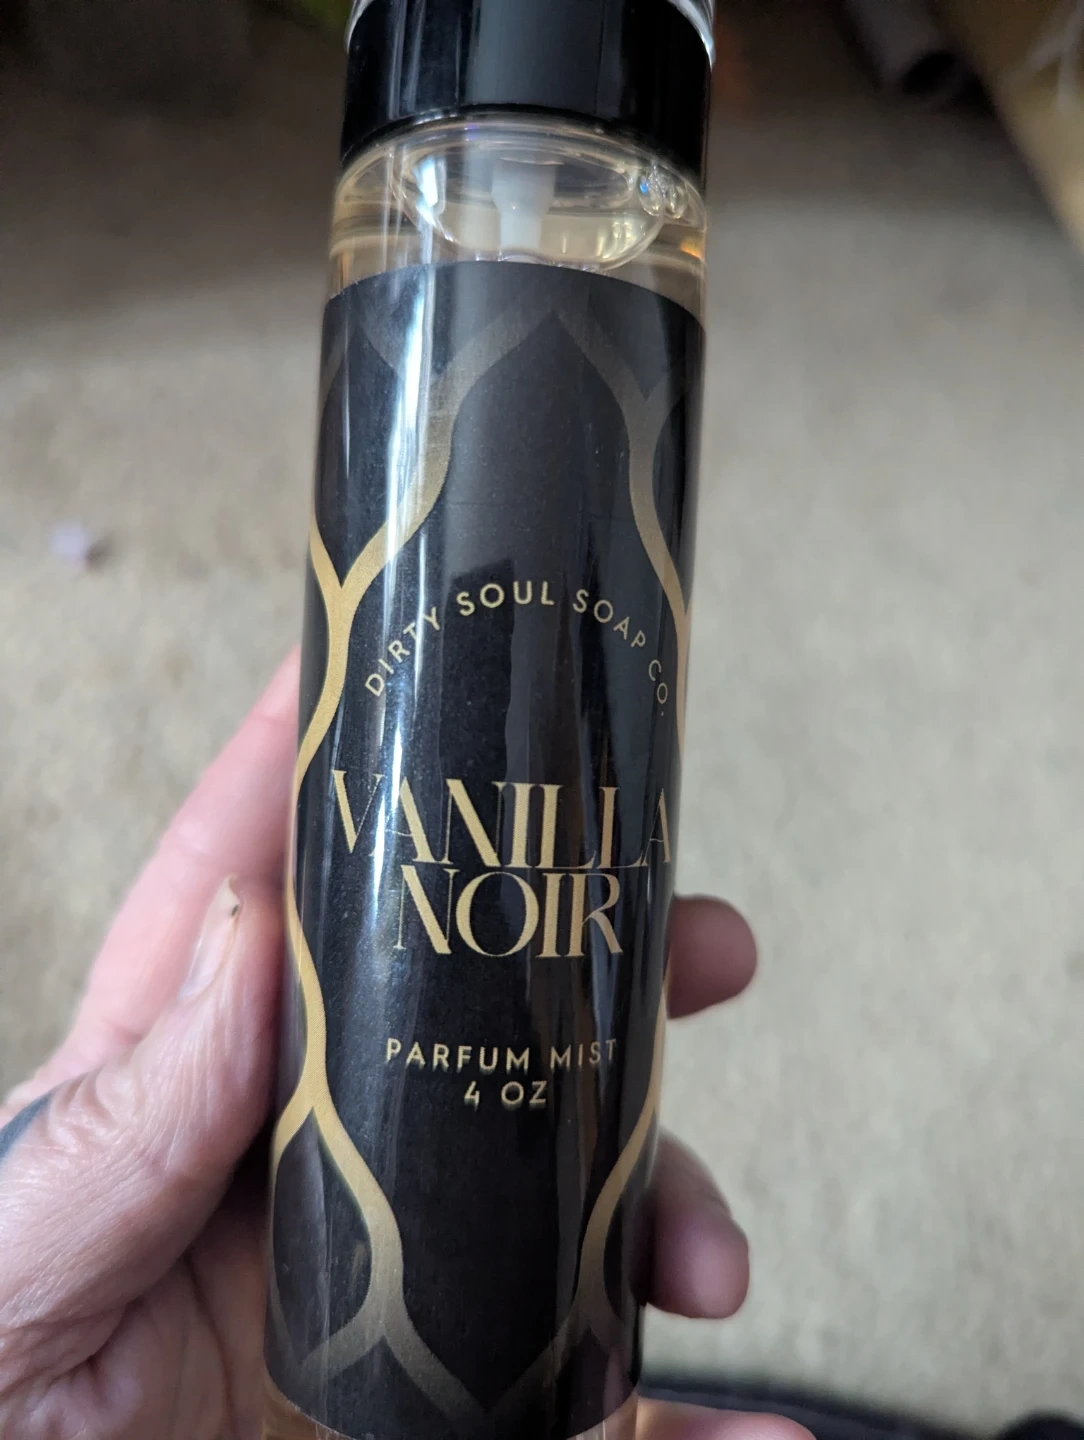 DIRTY SOUL SOAP CO.
VANILLA
NOIR
PARFUM MIST
4 OZ